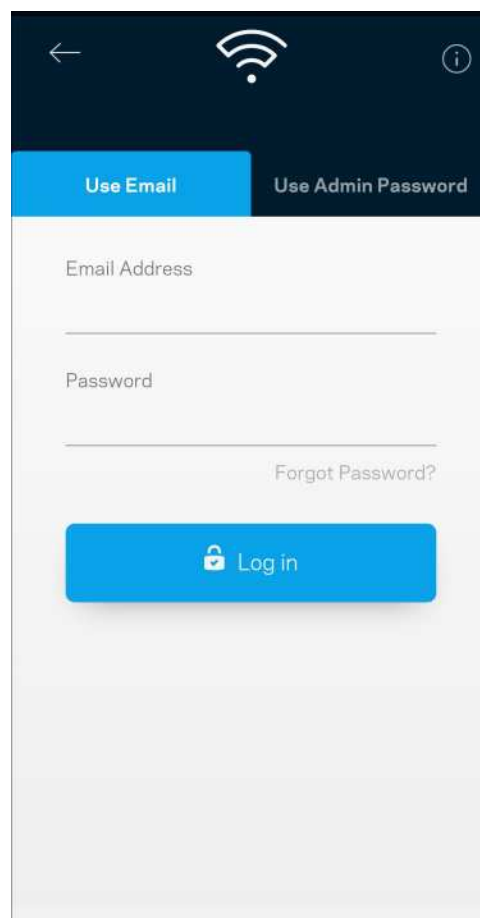 Use Email
Use Admin Password
Email Address
Password
Forgot Password?
Log in